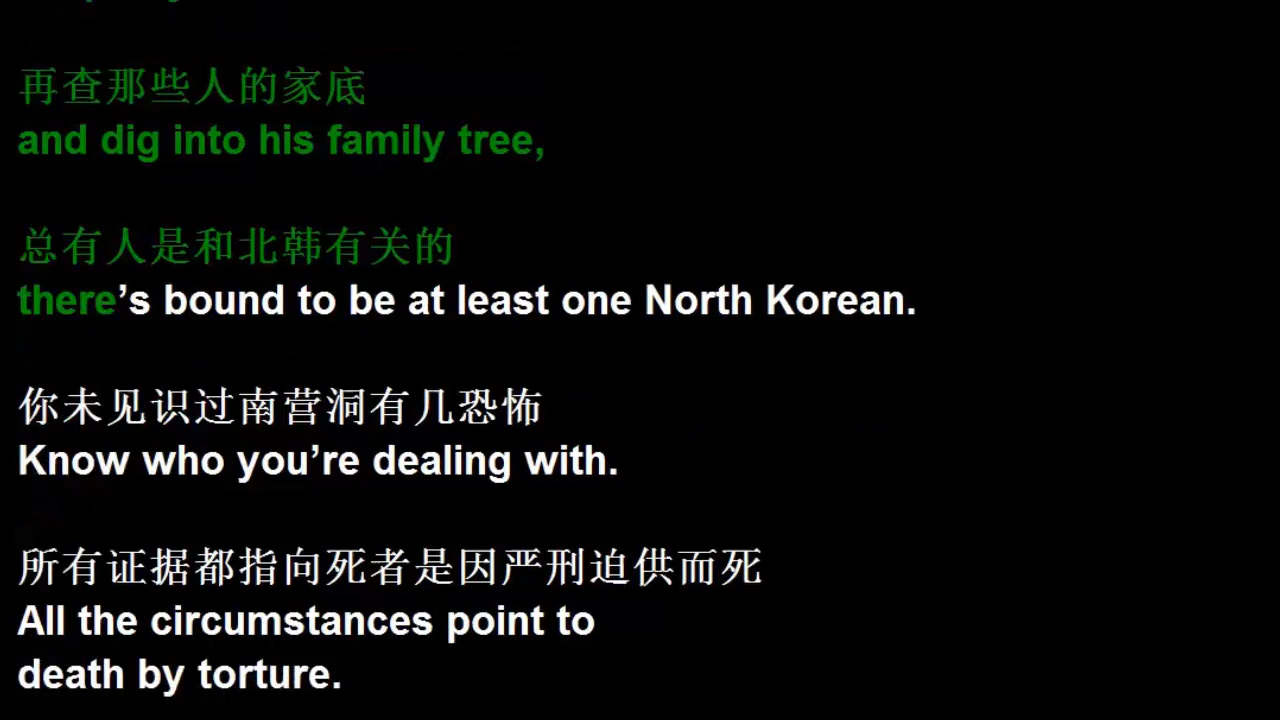 再查那些人的家底
and dig into his family tree,
总有人是和北韩有关的
there’s bound to be at least one North Korean.
你未见识过南营洞有几恐怖
Know who you’re dealing with.
所有证据都指向死者是因严刑迫供而死
All the circumstances point to
death by torture.